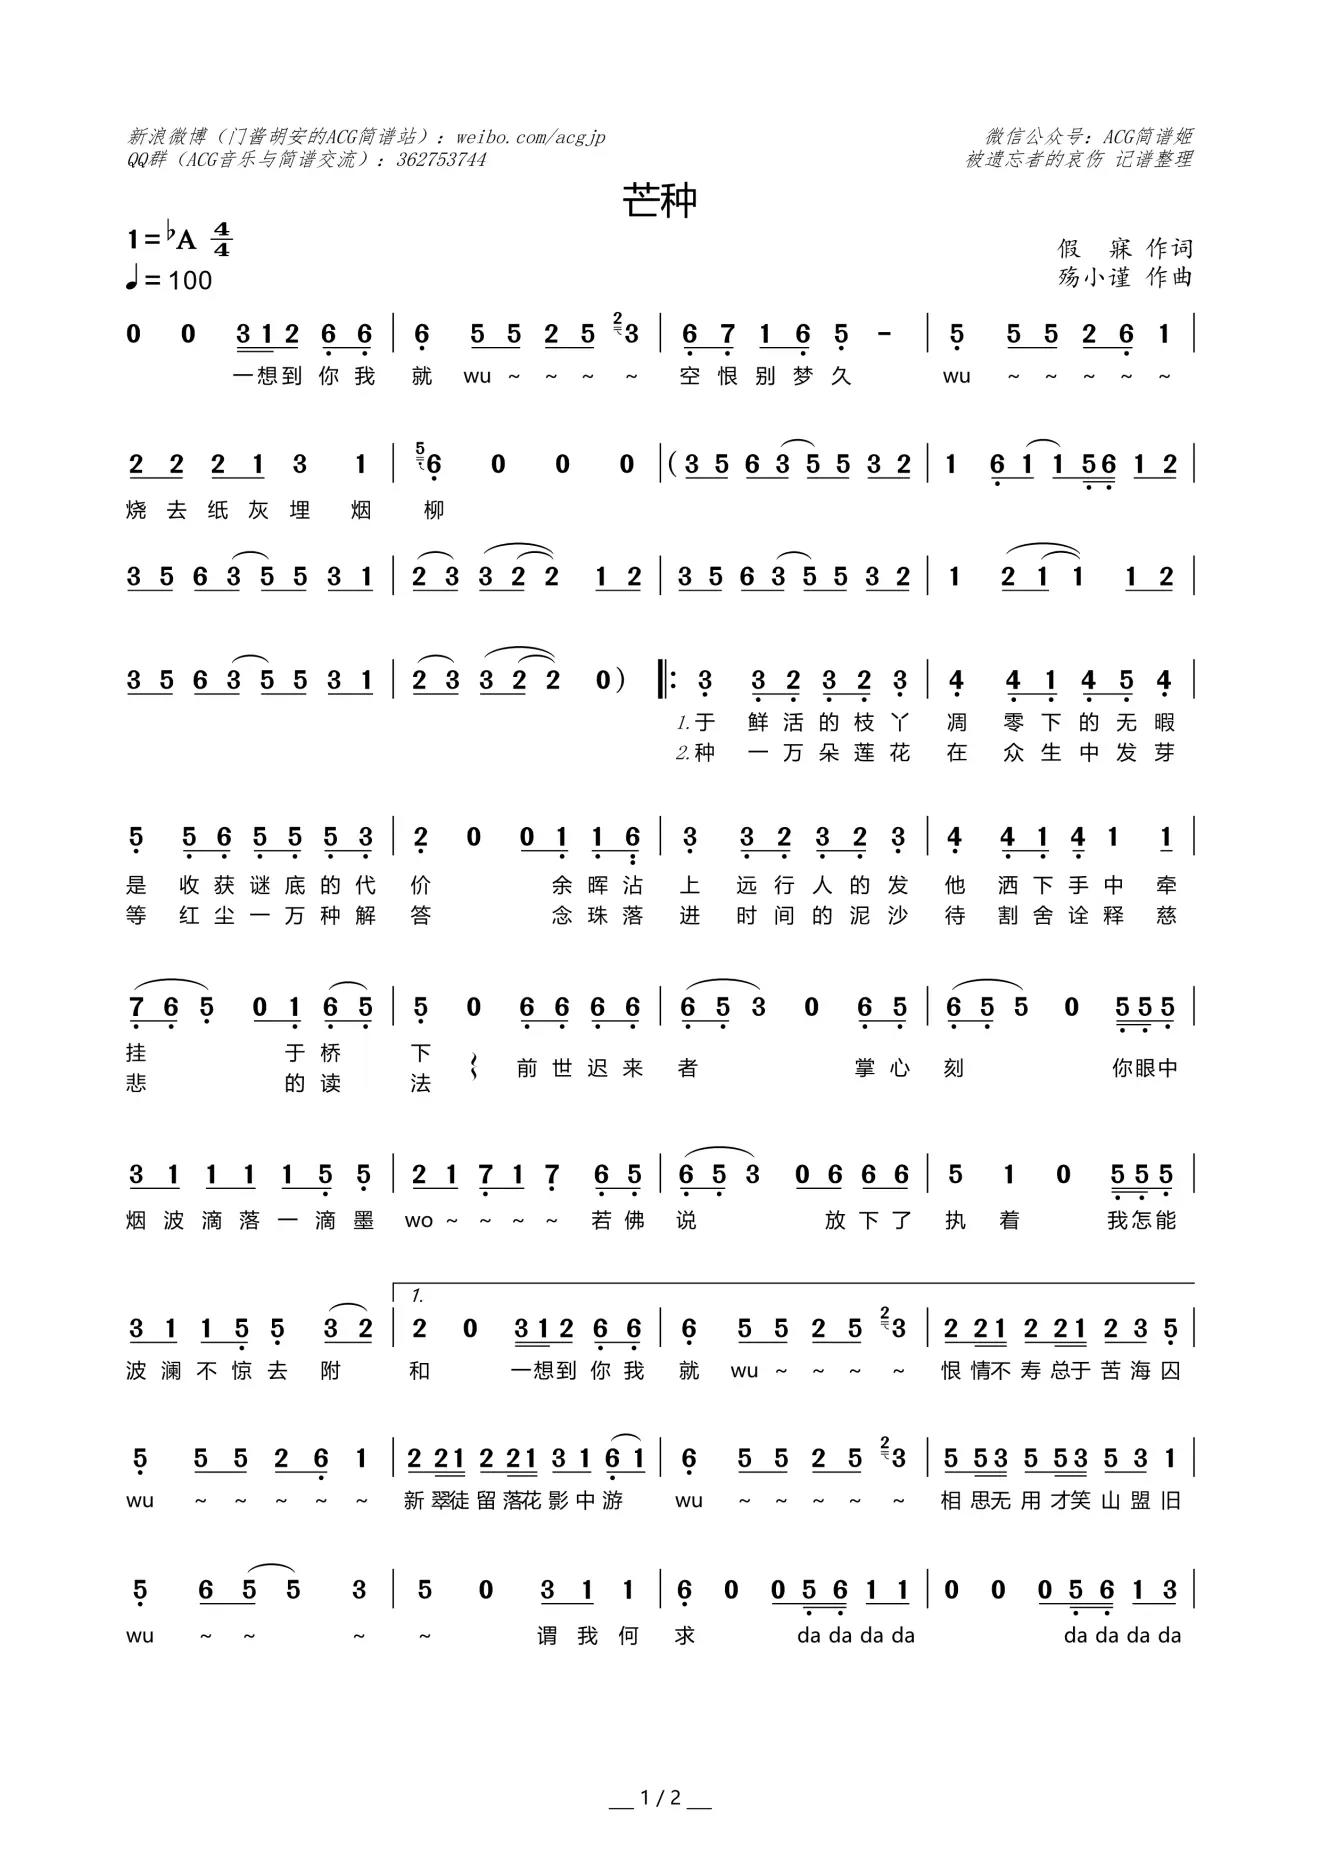 新浪微博（门酱胡安的ACG简谱站）：weibo.com/acgjp
微信公众号：ACG简谱姬
QQ群（ACG音乐与简谱交流）：362753744
被遗忘者的哀伤 记谱整理
芒种
1=♭A 4/4
假 寐 作词
♩= 100
殇小谨 作曲
0 0 3 1 2 6 6 | 6 5 5 2 5 2 3 | 6 7 1 6 5 - | 5 5 5 2 6 1 |
一想到 你 我 就 wu ~ ~ ~ ~ 空 恨 别 梦 久 wu ~ ~ ~ ~ ~
2 2 2 1 3 1 | 5 6 0 0 0 | ( 3 5 6 3 5 5 3 2 | 1 6 1 1 5 6 1 2 |
烧 去 纸 灰 埋 烟 柳
3 5 6 3 5 5 3 1 | 2 3 3 2 2 1 2 | 3 5 6 3 5 5 3 2 | 1 2 1 1 1 2 |
3 5 6 3 5 5 3 1 | 2 3 3 2 2 0 ) |: 3 3 2 3 2 3 | 4 4 1 4 5 4
1.于 鲜 活 的 枝 丫 凋 零 下 的 无 暇
2.种 一 万 朵 莲 花 在 众 生 中 发 芽
5 5 6 5 5 5 3 | 2 0 0 1 1 6 | 3 3 2 3 2 3 | 4 4 1 4 1 1 |
是 收 获 谜 底 的 代 价 余 晖 沾 上 远 行 人 的 发 他 洒 下 手 中 牵
等 红 尘 一 万 种 解 答 念 珠 落 进 时 间 的 泥 沙 待 割 舍 诠 释 慈
7 6 5 0 1 6 5 | 5 0 6 6 6 6 | 6 5 3 0 6 5 | 6 5 5 0 5 5 5 |
挂 于 桥 下 前 世 迟 来 者 掌 心 刻 你眼中
悲 的 读 法
3 1 1 1 1 5 5 | 2 1 7 1 7 6 5 | 6 5 3 0 6 6 6 | 5 1 0 5 5 5 |
烟 波 滴 落 一 滴 墨 wo ~ ~ ~ ~ 若 佛 说 放 下 了 执 着 我怎能
1.
3 1 1 5 5 3 2 | 2 0 3 1 2 6 6 | 6 5 5 2 5 2 3 | 2 2 1 2 2 1 2 3 5
波 澜 不 惊 去 附 和 一想到 你 我 就 wu ~ ~ ~ ~ 恨 情不 寿 总于 苦 海 囚
5 5 5 2 6 1 | 2 2 1 2 2 1 3 1 6 1 | 6 5 5 2 5 2 3 | 5 5 3 5 5 3 5 3 1 |
wu ~ ~ ~ ~ ~ 新 翠徒 留 落花 影 中 游 wu ~ ~ ~ ~ ~ 相 思无 用 才笑 山 盟 旧
5 6 5 5 3 | 5 0 3 1 1 | 6 0 0 0 5 6 1 1 | 0 0 0 5 6 1 3 |
wu ~ ~ ~ ~ 谓 我 何 求 da da da da da da da da
1 / 2